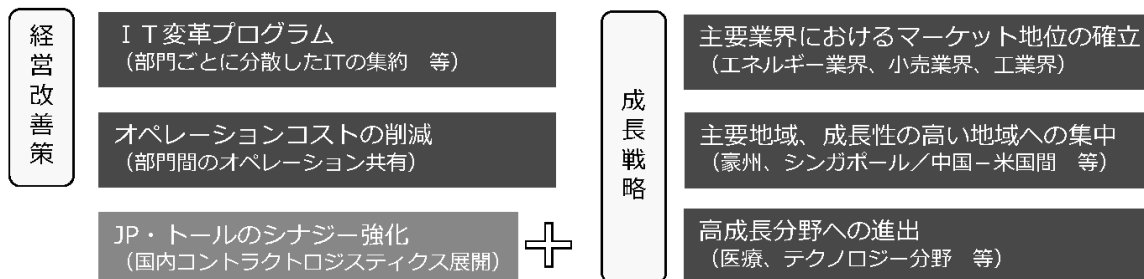 経営改善策
ＩＴ変革プログラム
（部門ごとに分散したITの集約　等）
オペレーションコストの削減
（部門間のオペレーション共有）
JP・トールのシナジー強化
（国内コントラクトロジスティクス展開）
成長戦略
主要業界におけるマーケット地位の確立
（エネルギー業界、小売業界、工業界）
主要地域、成長性の高い地域への集中
（豪州、シンガポール／中国－米国間　等）
高成長分野への進出
（医療、テクノロジー分野　等）